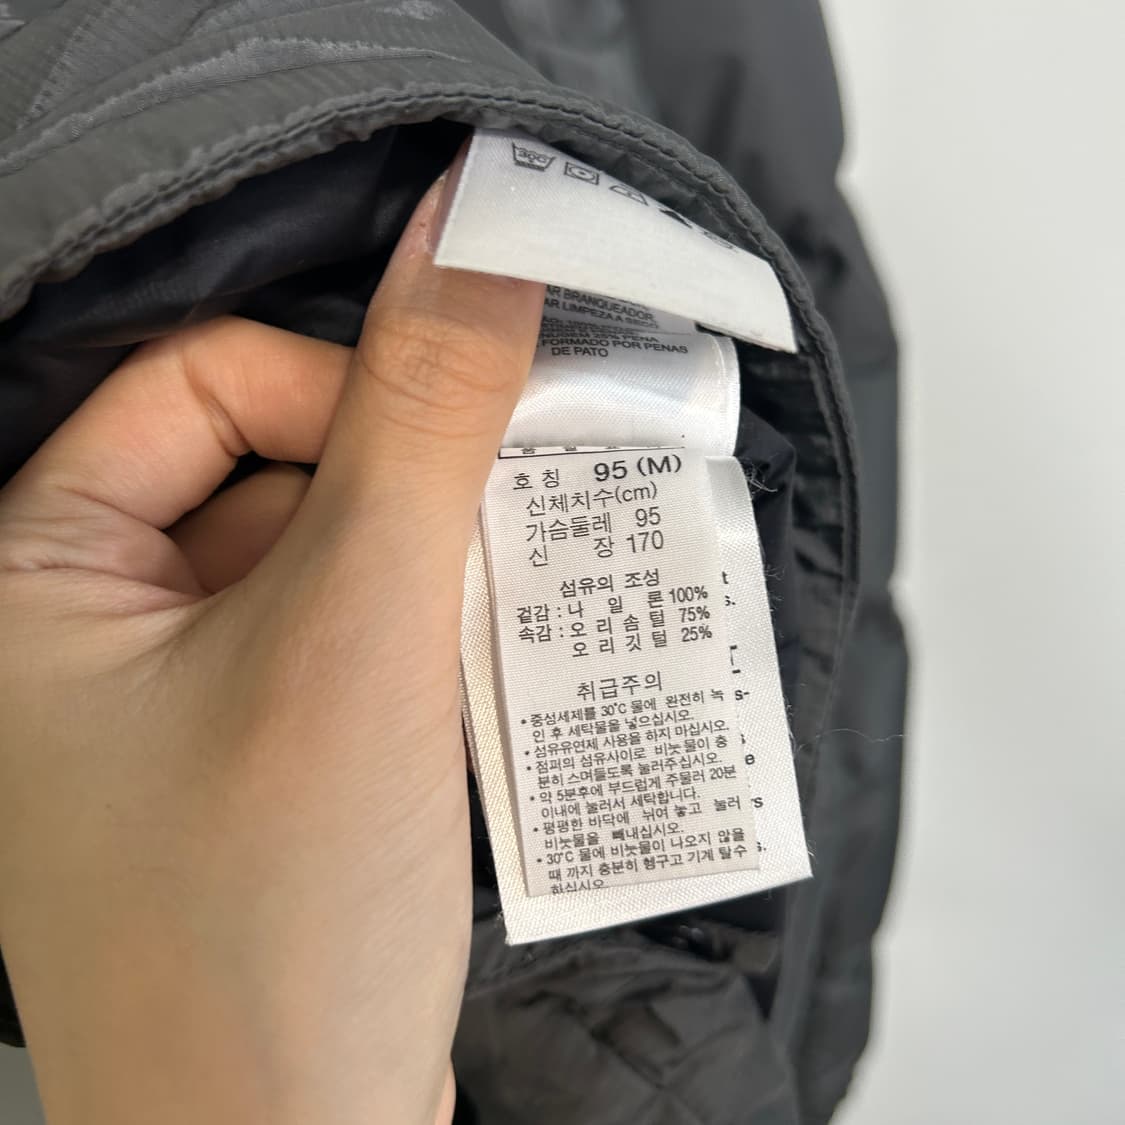 30C
AR BRANQUEADOR
AR LIMPEZA A SECO
NUGEM 25% PENA
FORMADO POR PENAS
DE PATO
호 칭 95 (M)
신체치수(cm)
가슴둘레 95
신 장 170
섬유의 조성
겉감 : 나 일 론 100%
속감 : 오 리 솜 털 75%
오 리 깃 털 25%
취급주의
• 중성세제를 30°C 물에 완전히 녹
인 후 세탁물을 넣으십시오.
• 섬유유연제 사용을 하지 마십시오.
• 점퍼의 섬유사이로 비눗물이 충
분히 스며들도록 눌러주십시오.
• 약 5분후에 부드럽게 주물러 20분
이내에 눌러서 세탁합니다.
• 평평한 바닥에 뉘여 놓고 눌러
비눗물을 빼내십시오.
• 30°C 물에 비눗물이 나오지 않을
때 까지 충분히 헹구고 기계 탈수
하십시오